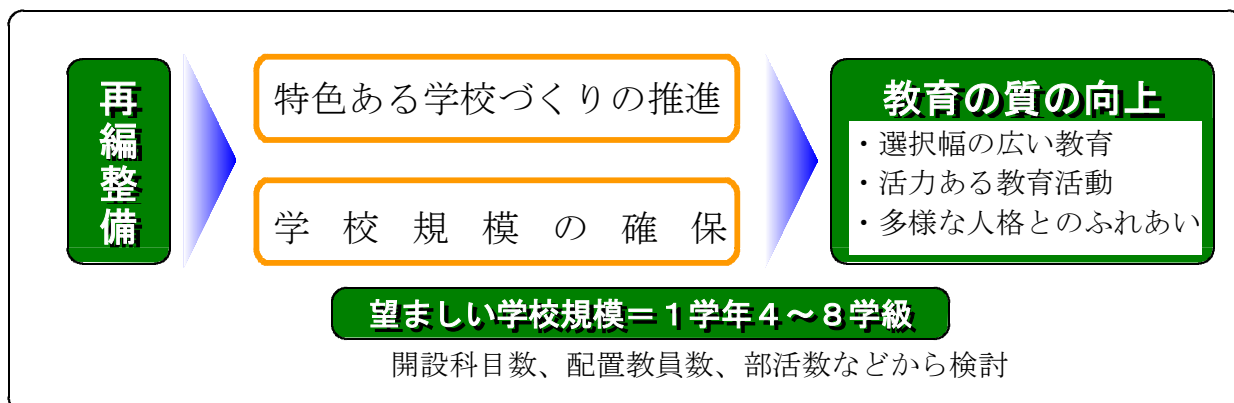 再編整備
特色ある学校づくりの推進
学校規模の確保
教育の質の向上
・選択幅の広い教育
・活力ある教育活動
・多様な人格とのふれあい
望ましい学校規模＝１学年４～８学級
開設科目数、配置教員数、部活数などから検討